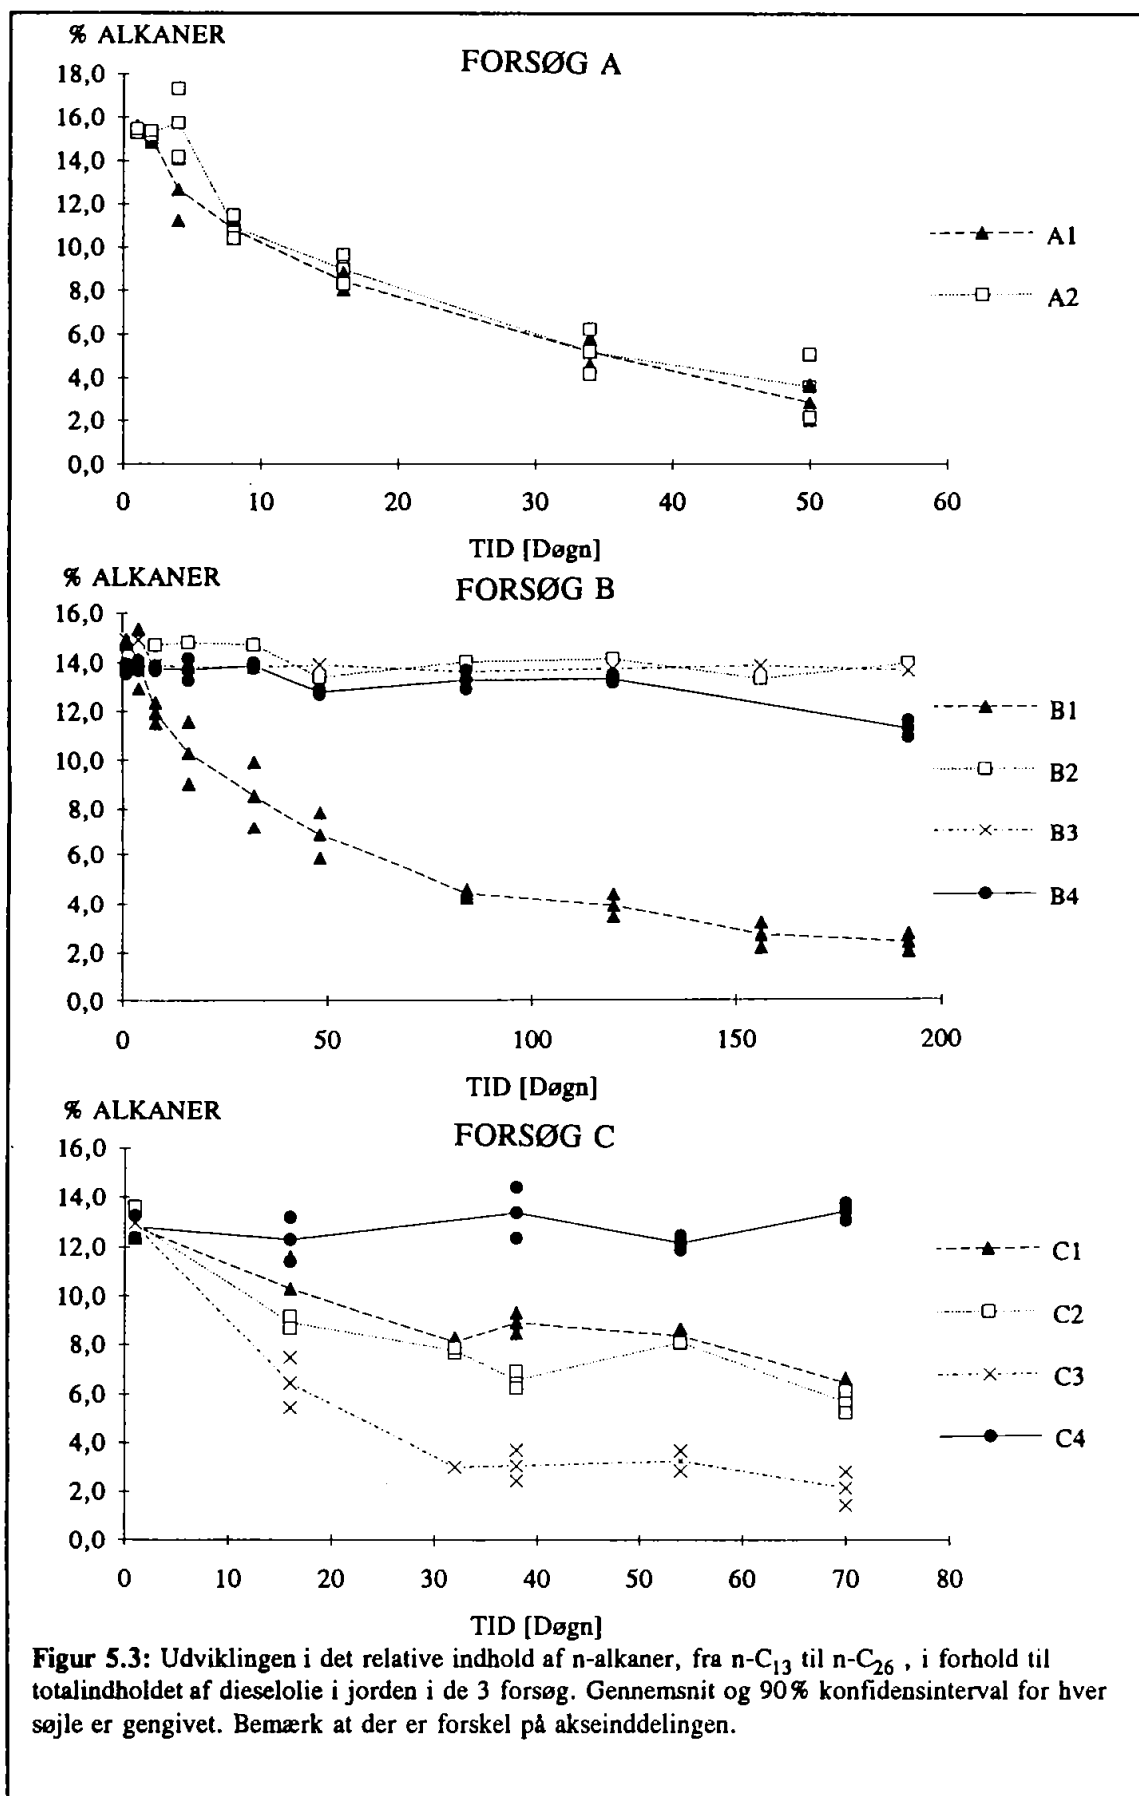 % ALKANER
FORSØG A
18,0
16,0
14,0
12,0
10,0
8,0
6,0
4,0
2,0
0,0
0 10 20 30 40 50 60
TID [Døgn]
A1
A2
% ALKANER
FORSØG B
16,0
14,0
12,0
10,0
8,0
6,0
4,0
2,0
0,0
0 50 100 150 200
TID [Døgn]
B1
B2
B3
B4
% ALKANER
FORSØG C
16,0
14,0
12,0
10,0
8,0
6,0
4,0
2,0
0,0
0 10 20 30 40 50 60 70 80
TID [Døgn]
C1
C2
C3
C4
Figur 5.3: Udviklingen i det relative indhold af n-alkaner, fra n-C13 til n-C26 , i forhold til
totalindholdet af dieselolie i jorden i de 3 forsøg. Gennemsnit og 90% konfidensinterval for hver
søjle er gengivet. Bemærk at der er forskel på akseinddelingen.